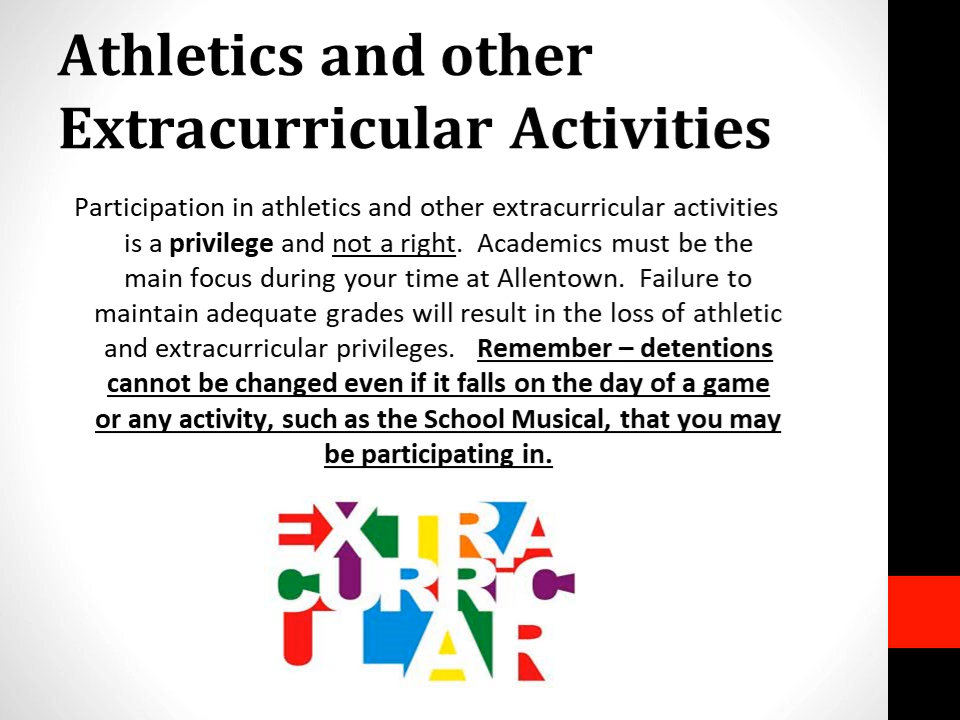 Athletics and other
Extracurricular Activities
Participation in athletics and other extracurricular activities
is a privilege and not a right.  Academics must be the
main focus during your time at Allentown.  Failure to
maintain adequate grades will result in the loss of athletic
and extracurricular privileges.   Remember – detentions
cannot be changed even if it falls on the day of a game
or any activity, such as the School Musical, that you may
be participating in.
EXTRA
CURRIC
ULAR